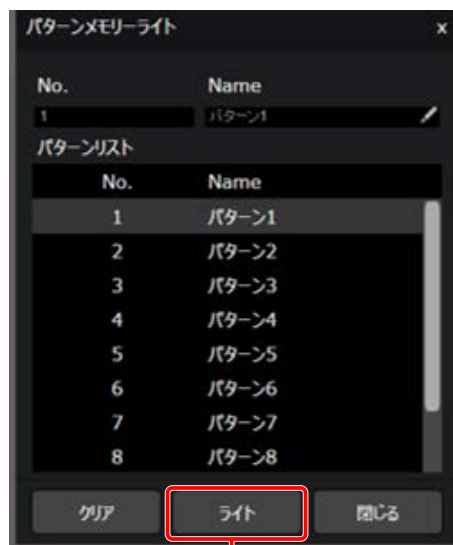 パターンメモリーライト x
No. Name
1 パターン1
パターンリスト
No. Name
1 パターン1
2 パターン2
3 パターン3
4 パターン4
5 パターン5
6 パターン6
7 パターン7
8 パターン8
クリア ライト 閉じる